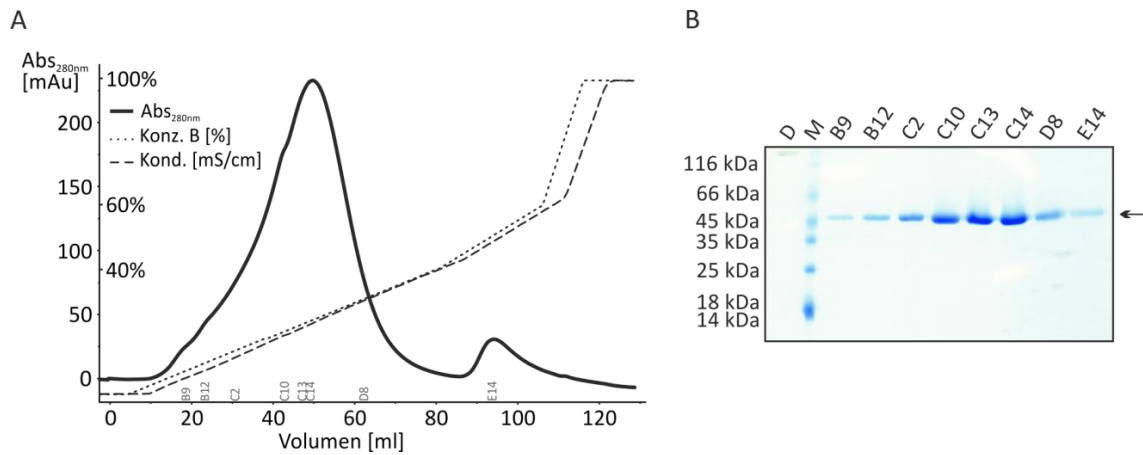 A
Abs280nm
[mAu]
100%
200
150
60%
100
40%
50
0
Abs280nm
Konz. B [%]
Kond. [mS/cm]
B9 B12 C2 C10 C13 C14 D8 E14
0 20 40 60 80 100 120
Volumen [ml]
B
D M B9 B12 C2 C10 C13 C14 D8 E14
116 kDa
66 kDa
45 kDa
35 kDa
25 kDa
18 kDa
14 kDa